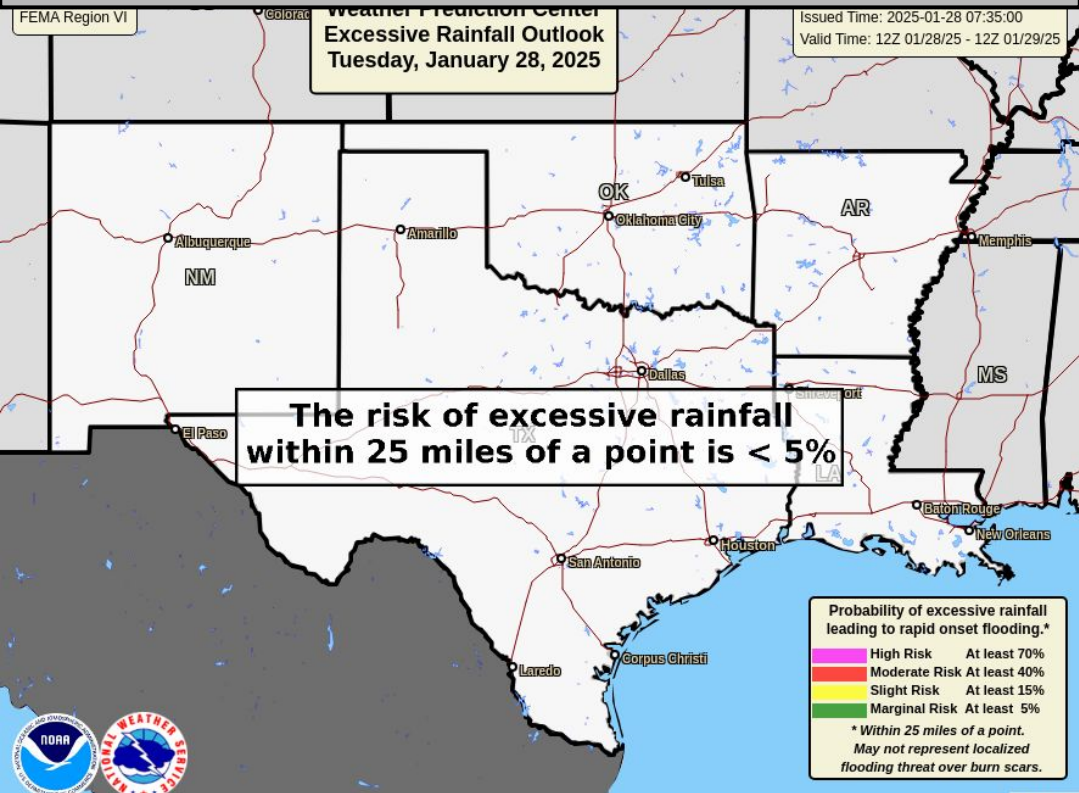 FEMA Region VI
Colorad
Weather Prediction Center
Excessive Rainfall Outlook
Tuesday, January 28, 2025
Issued Time: 2025-01-28 07:35:00
Valid Time: 12Z 01/28/25 - 12Z 01/29/25
Tulsa
OK
AR
Oklahoma City
Albuquerque
Amarillo
Memphis
NM
Dallas
MS
Shreveport
The risk of excessive rainfall
within 25 miles of a point is < 5%
El Paso
TX
LA
Baton Rouge
New Orleans
Houston
San Antonio
Corpus Christi
Laredo
Probability of excessive rainfall
leading to rapid onset flooding.*
High Risk At least 70%
Moderate Risk At least 40%
Slight Risk At least 15%
Marginal Risk At least 5%
* Within 25 miles of a point.
May not represent localized
flooding threat over burn scars.
NOAA
NATIONAL WEATHER SERVICE